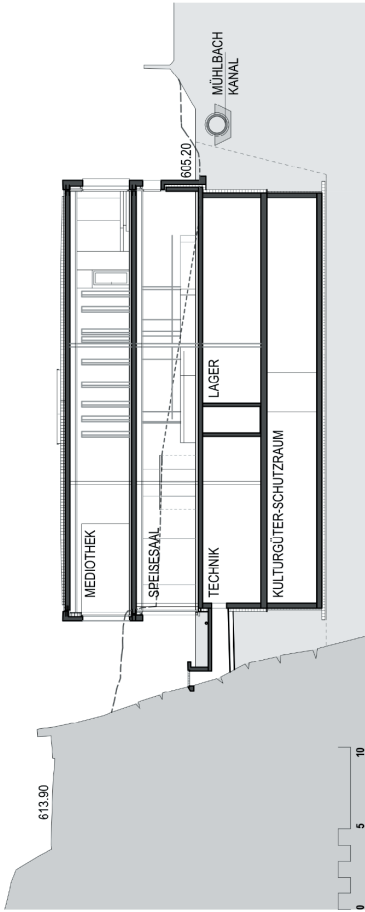 613.90
MEDIOTHEK
SPEISESAAL
TECHNIK
LAGER
KULTURGÜTER-SCHUTZRAUM
605.20
MÜHLBACH
KANAL
0
5
10